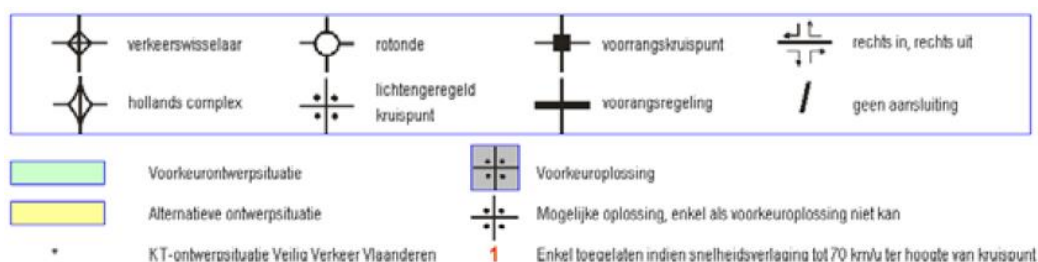 verkeerswisselaar
rotonde
voorrangskruispunt
rechts in, rechts uit
hollands complex
lichtengeregeld
kruispunt
voorangsregeling
geen aansluiting
Voorkeurontwerpsituatie
Voorkeuroplossing
Alternatieve ontwerpsituatie
Mogelijke oplossing, enkel als voorkeuroplossing niet kan
* KT-ontwerpsituatie Veilig Verkeer Vlaanderen
1 Enkel toegelaten indien snelheidsverlaging tot 70 km/u ter hoogte van kruispunt